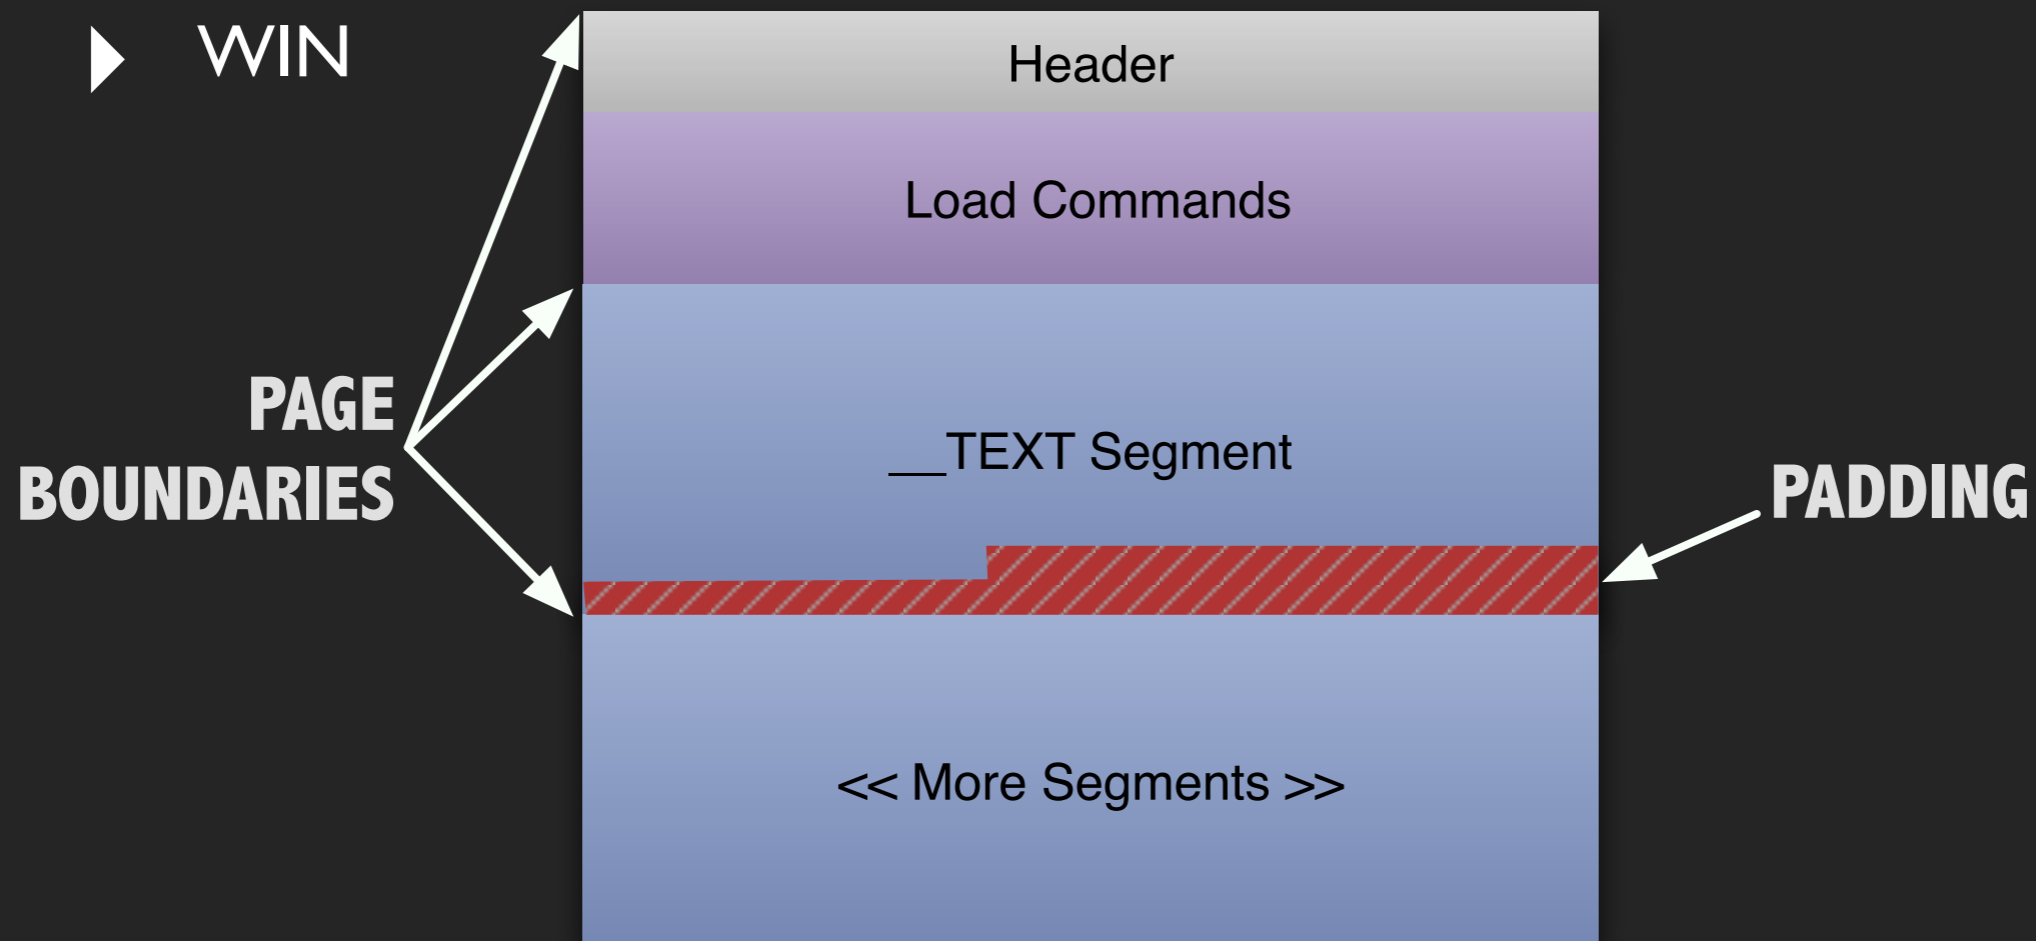 WIN
Header
Load Commands
PAGE
BOUNDARIES
__TEXT Segment
PADDING
<< More Segments >>